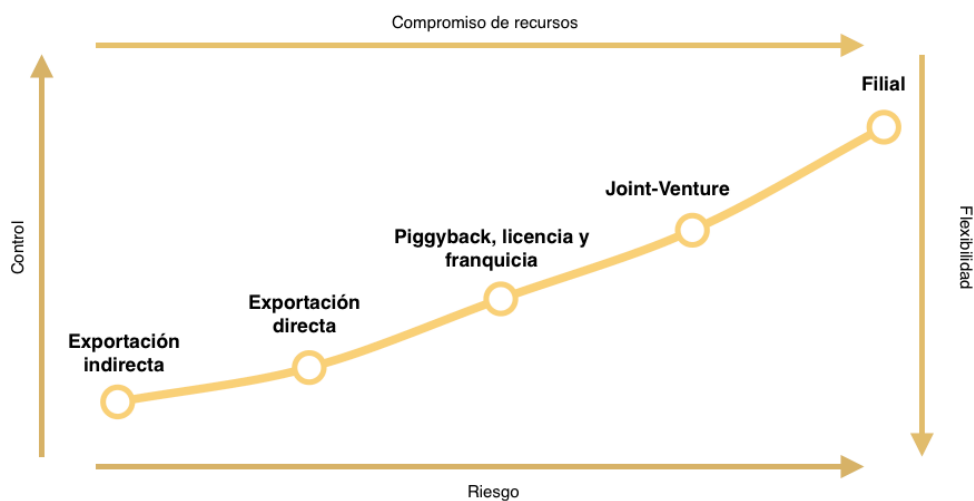 Compromiso de recursos
Filial
Joint-Venture
Piggyback, licencia y
franquicia
Exportación
directa
Exportación
indirecta
Control
Flexibilidad
Riesgo